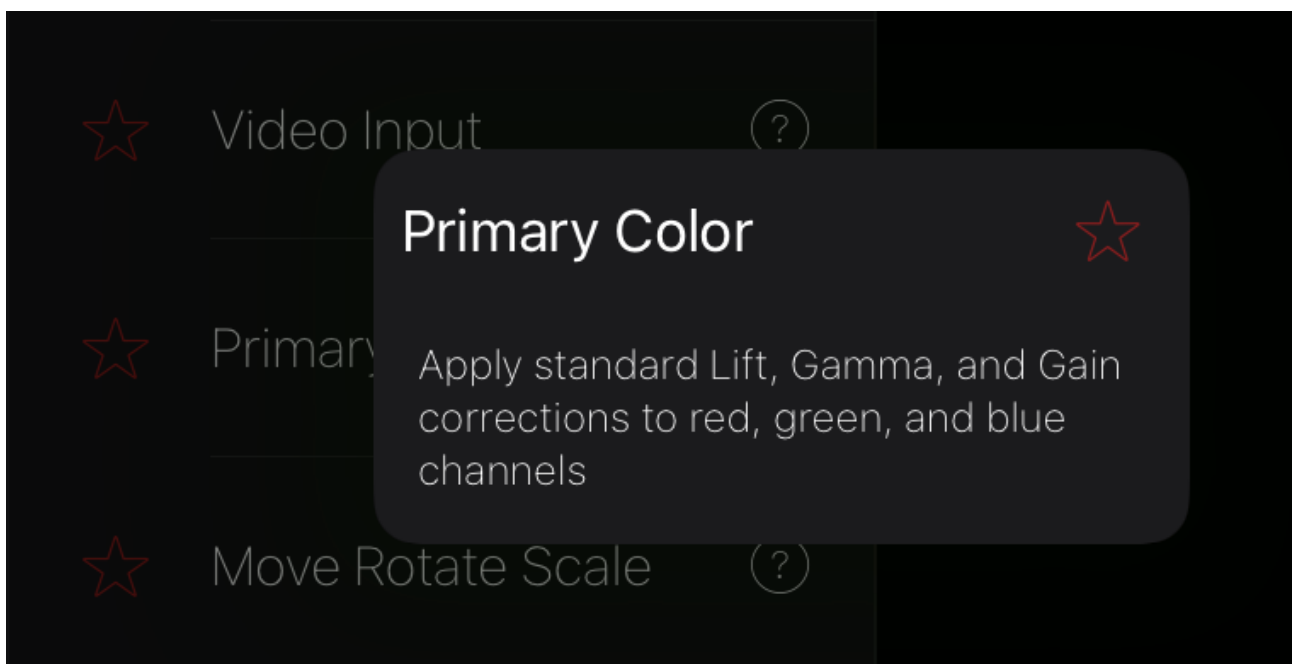 Video Input ?
Primary Color
Primary
Apply standard Lift, Gamma, and Gain
corrections to red, green, and blue
channels
Move Rotate Scale ?